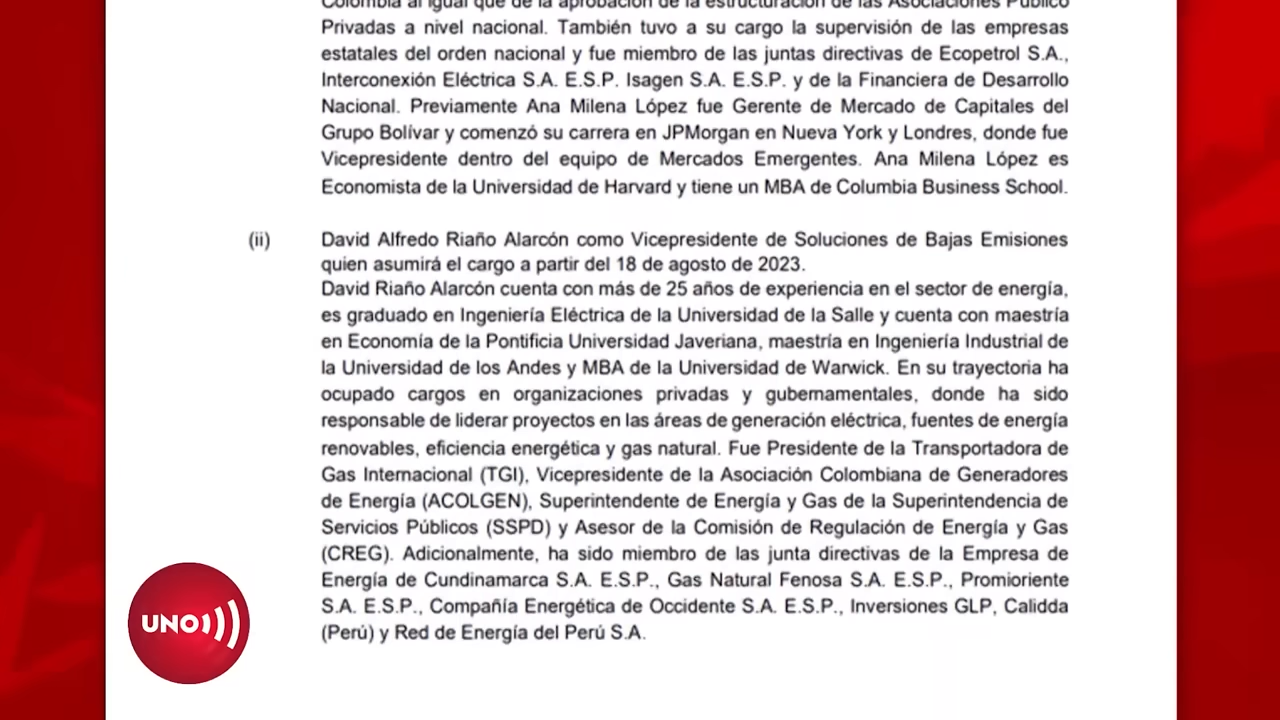 Colombia al igual que de la aprobación de la estructuración de las Asociaciones Público
Privadas a nivel nacional. También tuvo a su cargo la supervisión de las empresas
estatales del orden nacional y fue miembro de las juntas directivas de Ecopetrol S.A.,
Interconexión Eléctrica S.A. E.S.P. Isagen S.A. E.S.P. y de la Financiera de Desarrollo
Nacional. Previamente Ana Milena López fue Gerente de Mercado de Capitales del
Grupo Bolívar y comenzó su carrera en JPMorgan en Nueva York y Londres, donde fue
Vicepresidente dentro del equipo de Mercados Emergentes. Ana Milena López es
Economista de la Universidad de Harvard y tiene un MBA de Columbia Business School.
(ii) David Alfredo Riaño Alarcón como Vicepresidente de Soluciones de Bajas Emisiones
quien asumirá el cargo a partir del 18 de agosto de 2023.
David Riaño Alarcón cuenta con más de 25 años de experiencia en el sector de energía,
es graduado en Ingeniería Eléctrica de la Universidad de la Salle y cuenta con maestría
en Economía de la Pontificia Universidad Javeriana, maestría en Ingeniería Industrial de
la Universidad de los Andes y MBA de la Universidad de Warwick. En su trayectoria ha
ocupado cargos en organizaciones privadas y gubernamentales, donde ha sido
responsable de liderar proyectos en las áreas de generación eléctrica, fuentes de energía
renovables, eficiencia energética y gas natural. Fue Presidente de la Transportadora de
Gas Internacional (TGI), Vicepresidente de la Asociación Colombiana de Generadores
de Energía (ACOLGEN), Superintendente de Energía y Gas de la Superintendencia de
Servicios Públicos (SSPD) y Asesor de la Comisión de Regulación de Energía y Gas
(CREG). Adicionalmente, ha sido miembro de las junta directivas de la Empresa de
Energía de Cundinamarca S.A. E.S.P., Gas Natural Fenosa S.A. E.S.P., Promioriente
S.A. E.S.P., Compañía Energética de Occidente S.A. E.S.P., Inversiones GLP, Calidda
(Perú) y Red de Energía del Perú S.A.
UNO